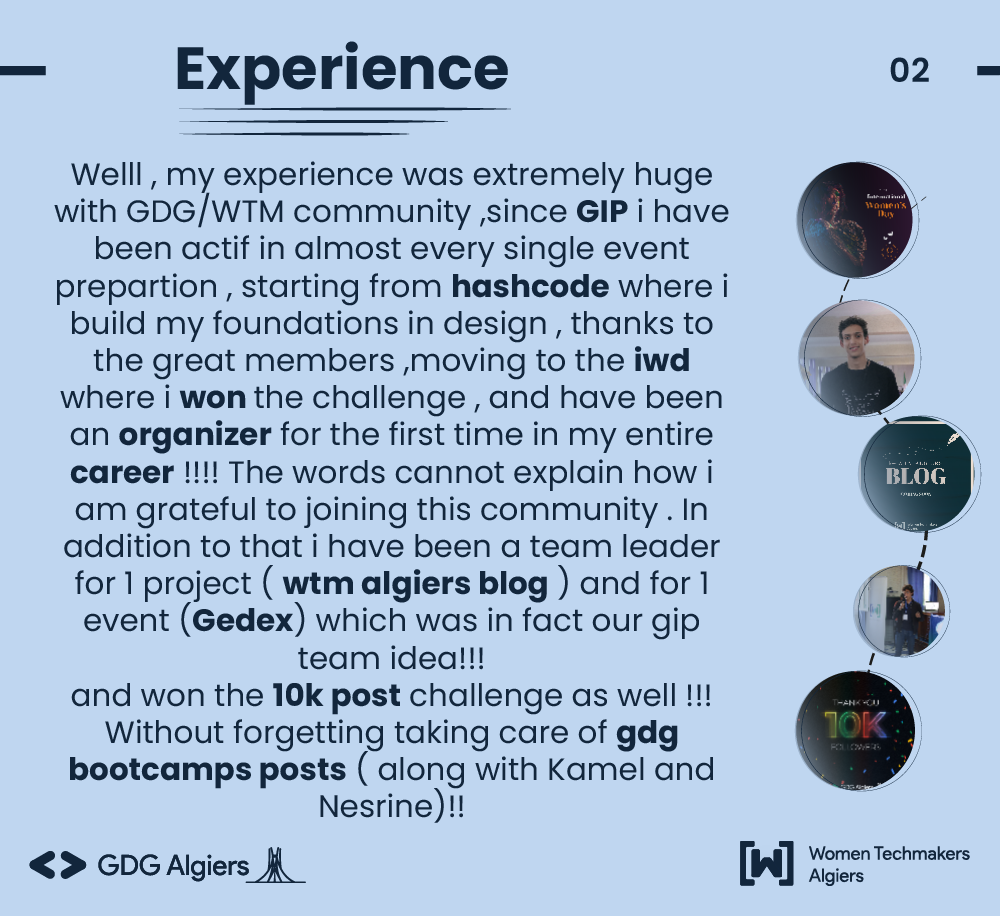 Experience
02
Welll , my experience was extremely huge
with GDG/WTM community ,since GIP i have
been actif in almost every single event
prepartion , starting from hashcode where i
build my foundations in design , thanks to
the great members ,moving to the iwd
where i won the challenge , and have been
an organizer for the first time in my entire
career !!!! The words cannot explain how i
am grateful to joining this community . In
addition to that i have been a team leader
for 1 project ( wtm algiers blog ) and for 1
event (Gedex) which was in fact our gip
team idea!!!
and won the 10k post challenge as well !!!
Without forgetting taking care of gdg
bootcamps posts ( along with Kamel and
Nesrine)!!
International
Women's
Day
BLOG
THANK YOU
10K
FOLLOWERS
GDG Algiers
Women Techmakers
Algiers